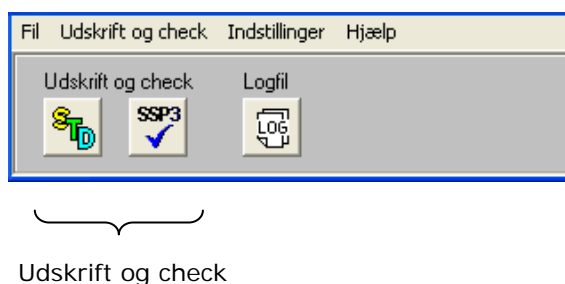 Fil Udskrift og check Indstillinger Hjælp
Udskrift og check Logfil
STD SSP3 LOG
Udskrift og check